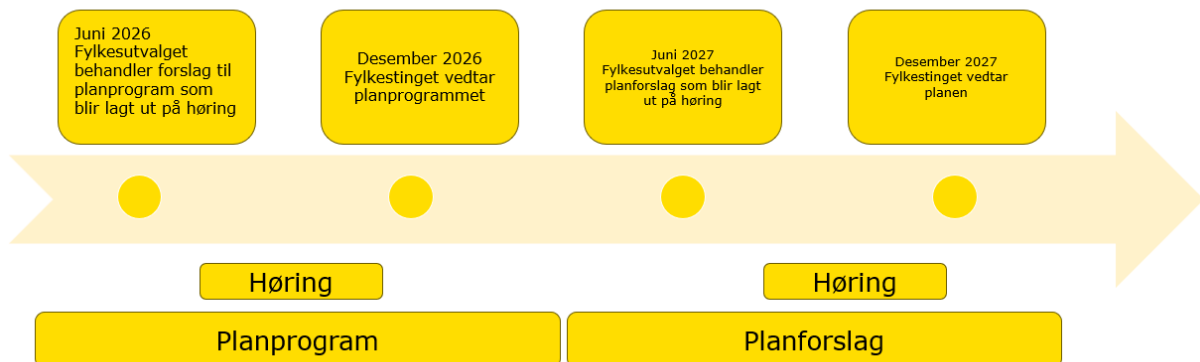 Juni 2026
Fylkesutvalget
behandler forslag til
planprogram som
blir lagt ut på høring
Desember 2026
Fylkestinget vedtar
planprogrammet
Juni 2027
Fylkesutvalget behandler
planforslag som blir lagt
ut på høring
Desember 2027
Fylkestinget vedtar
planen
Høring
Høring
Planprogram
Planforslag